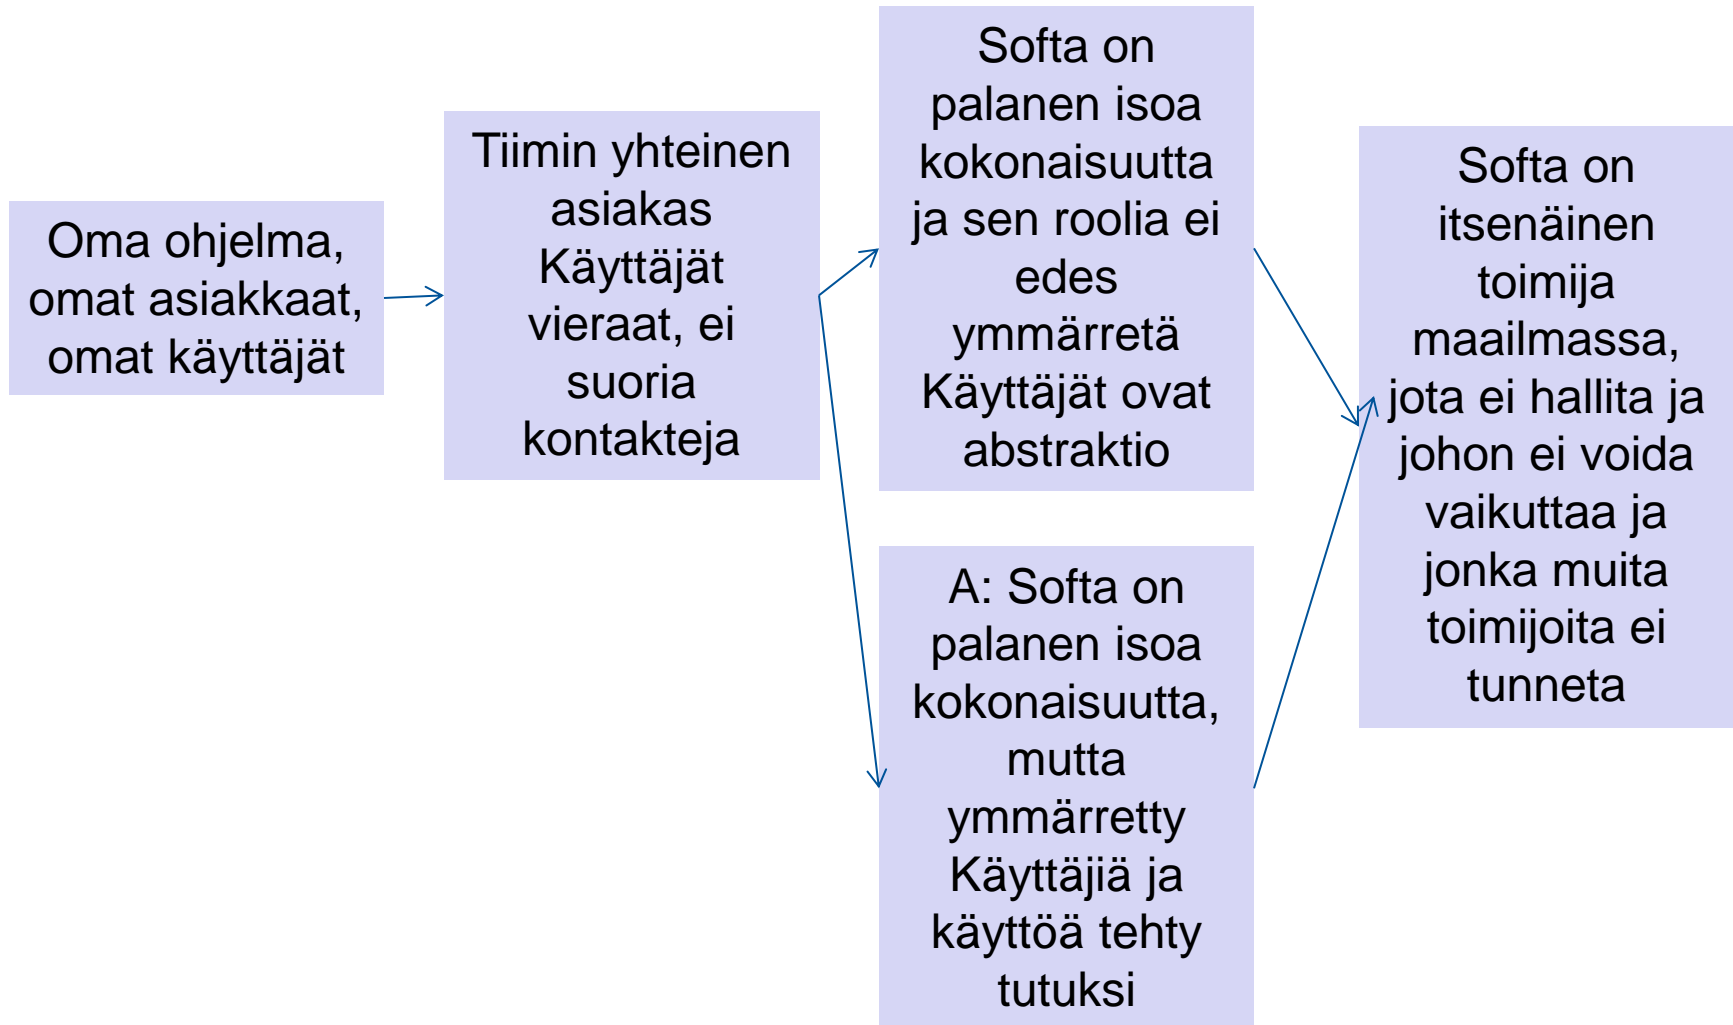 Oma ohjelma,
omat asiakkaat,
omat käyttäjät
Tiimin yhteinen
asiakas
Käyttäjät
vieraat, ei
suoria
kontakteja
Softa on
palanen isoa
kokonaisuutta
ja sen roolia ei
edes
ymmärretä
Käyttäjät ovat
abstraktio
A: Softa on
palanen isoa
kokonaisuutta,
mutta
ymmärretty
Käyttäjiä ja
käyttöä tehty
tutuksi
Softa on
itsenäinen
toimija
maailmassa,
jota ei hallita ja
johon ei voida
vaikuttaa ja
jonka muita
toimijoita ei
tunneta